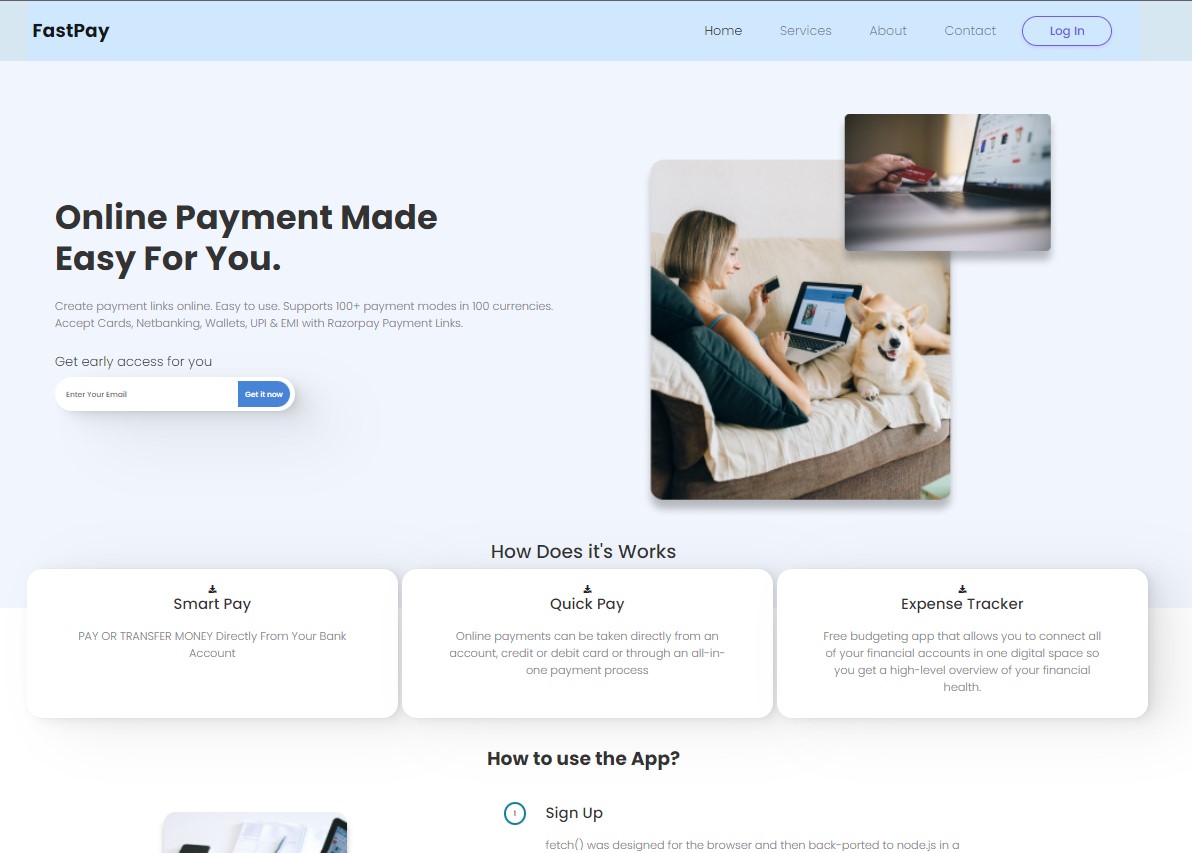 FastPay
Home Services About Contact Log In
Online Payment Made
Easy For You.
Create payment links online. Easy to use. Supports 100+ payment modes in 100 currencies.
Accept Cards, Netbanking, Wallets, UPI & EMI with Razorpay Payment Links.
Get early access for you
Enter Your Email Get it now
How Does it's Works
Smart Pay
PAY OR TRANSFER MONEY Directly From Your Bank
Account
Quick Pay
Online payments can be taken directly from an
account, credit or debit card or through an all-in-
one payment process
Expense Tracker
Free budgeting app that allows you to connect all
of your financial accounts in one digital space so
you get a high-level overview of your financial
health.
How to use the App?
1 Sign Up
fetch() was designed for the browser and then back-ported to node.js in a